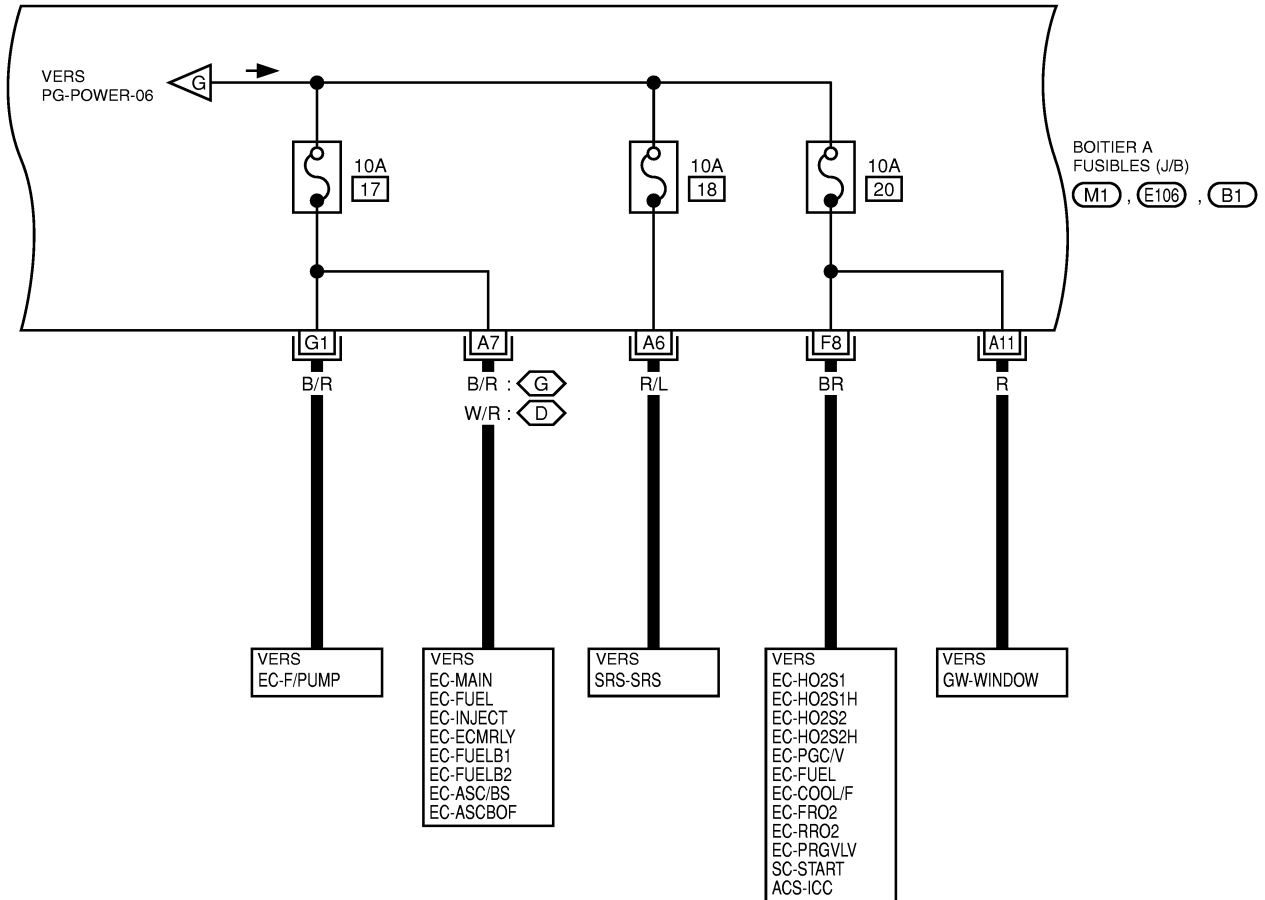 VERS
PG-POWER-06
G
10A
17
10A
18
10A
20
BOITIER A
FUSIBLES (J/B)
M1 , E106 , B1
G1
A7
A6
F8
A11
B/R
B/R : G
W/R : D
R/L
BR
R
VERS
EC-F/PUMP
VERS
EC-MAIN
EC-FUEL
EC-INJECT
EC-ECMRLY
EC-FUELB1
EC-FUELB2
EC-ASC/BS
EC-ASCBOF
VERS
SRS-SRS
VERS
EC-HO2S1
EC-HO2S1H
EC-HO2S2
EC-HO2S2H
EC-PGC/V
EC-FUEL
EC-COOL/F
EC-FRO2
EC-RRO2
EC-PRGVLV
SC-START
ACS-ICC
VERS
GW-WINDOW